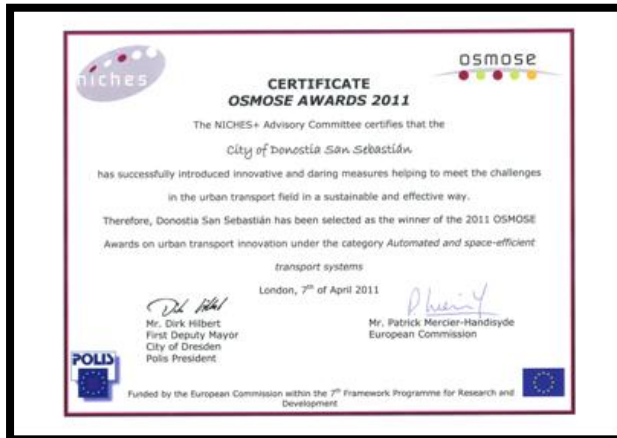 niches
osmose
CERTIFICATE
OSMOSE AWARDS 2011
The NICHES+ Advisory Committee certifies that the
City of Donostia San Sebastián
has successfully introduced innovative and daring measures helping to meet the challenges
in the urban transport field in a sustainable and effective way.
Therefore, Donostia San Sebastián has been selected as the winner of the 2011 OSMOSE
Awards on urban transport innovation under the category Automated and space-efficient
transport systems
London, 7th of April 2011
Mr. Dirk Hilbert
First Deputy Mayor
City of Dresden
Polis President
Mr. Patrick Mercier-Handisyde
European Commission
POLIS
Funded by the European Commission within the 7th Framework Programme for Research and
Development